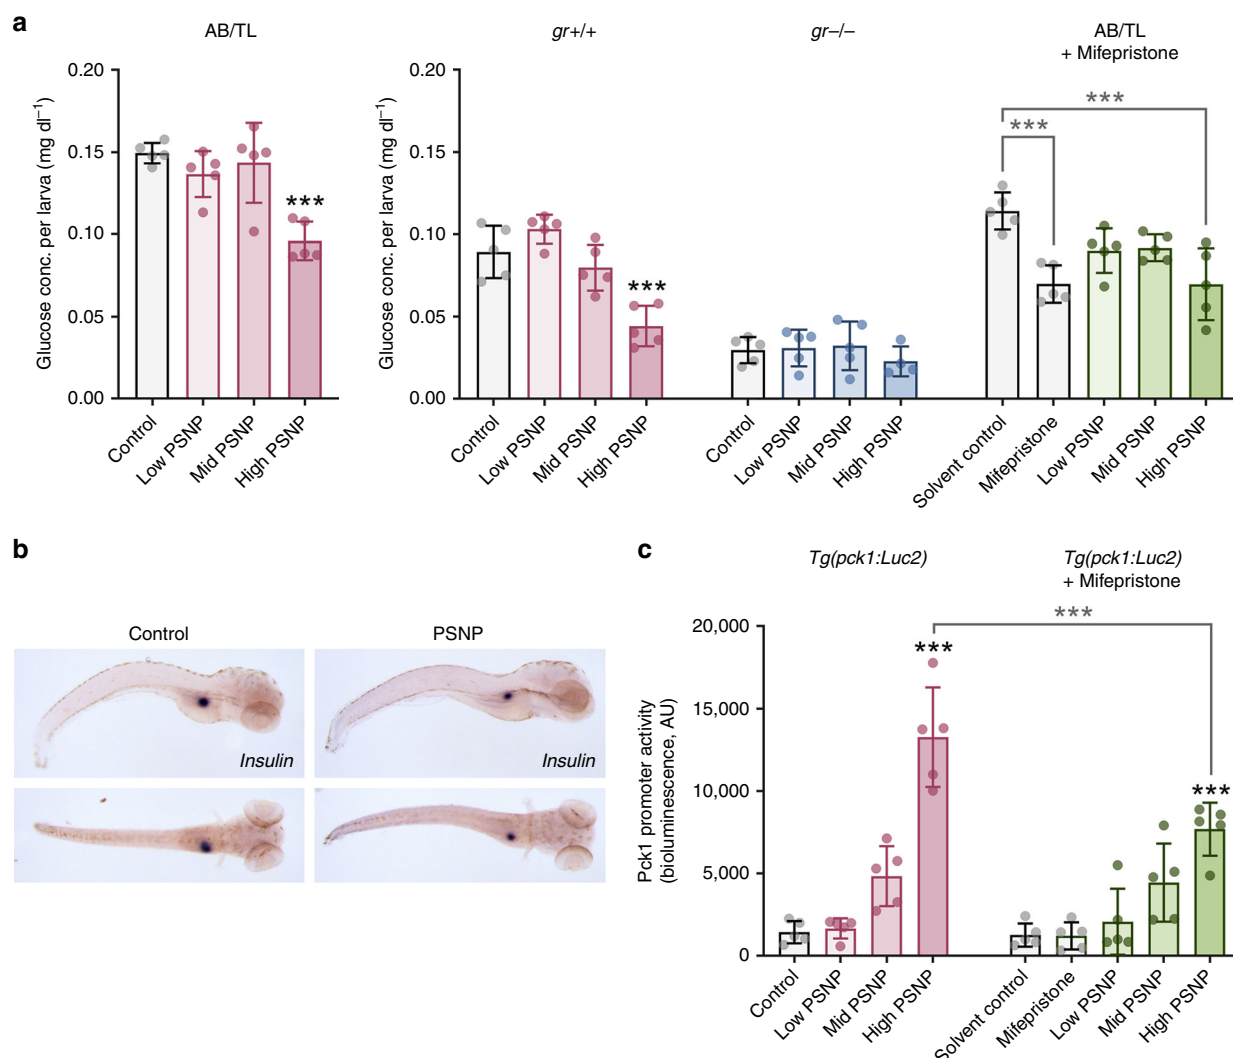 a
AB/TL
gr+/+
gr–/–
AB/TL
+ Mifepristone
Glucose conc. per larva (mg dl–1)
0.20
0.15
0.10
0.05
0.00
***
Control
Low PSNP
Mid PSNP
High PSNP
Glucose conc. per larva (mg dl–1)
0.20
0.15
0.10
0.05
0.00
***
***
***
Control
Low PSNP
Mid PSNP
High PSNP
Control
Low PSNP
Mid PSNP
High PSNP
Solvent control
Mifepristone
Low PSNP
Mid PSNP
High PSNP
b
Control
PSNP
Insulin
Insulin
c
Tg(pck1:Luc2)
Tg(pck1:Luc2)
+ Mifepristone
Pck1 promoter activity
(bioluminescence, AU)
20,000
15,000
10,000
5,000
0
***
***
***
Control
Low PSNP
Mid PSNP
High PSNP
Solvent control
Mifepristone
Low PSNP
Mid PSNP
High PSNP